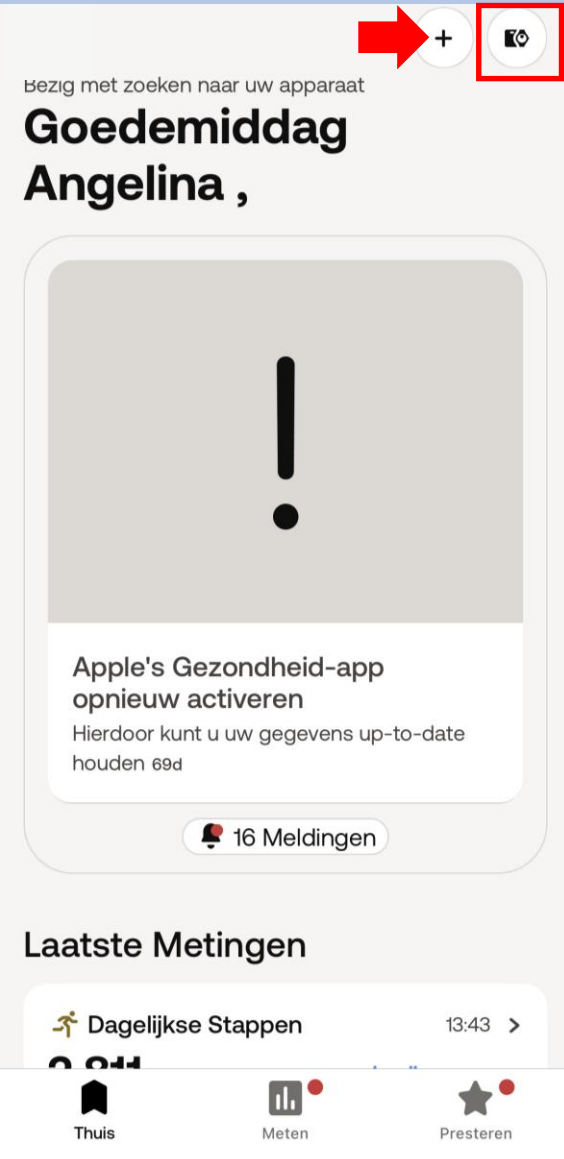 Bezig met zoeken naar uw apparaat
Goedemiddag
Angelina ,
Apple's Gezondheid-app
opnieuw activeren
Hierdoor kunt u uw gegevens up-to-date
houden 69d
16 Meldingen
Laatste Metingen
Dagelijkse Stappen 13:43
Thuis Meten Presteren